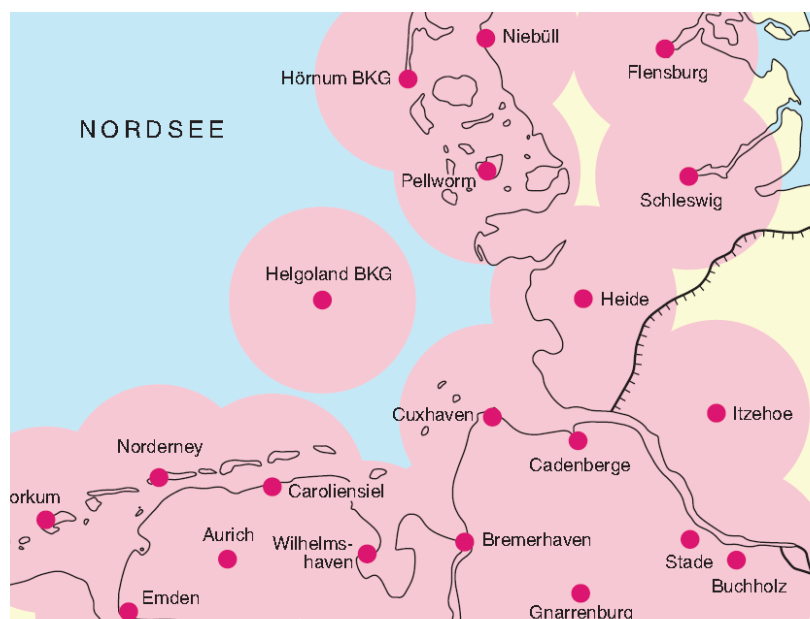 Niebüll
Hörnum BKG
Flensburg
NORDSEE
Pellworm
Schleswig
Helgoland BKG
Heide
Cuxhaven
Itzehoe
Norderney
Cadenberge
Caroliensiel
orkum
Aurich
Wilhelms-
haven
Bremerhaven
Stade
Buchholz
Emden
Gnarrenburg